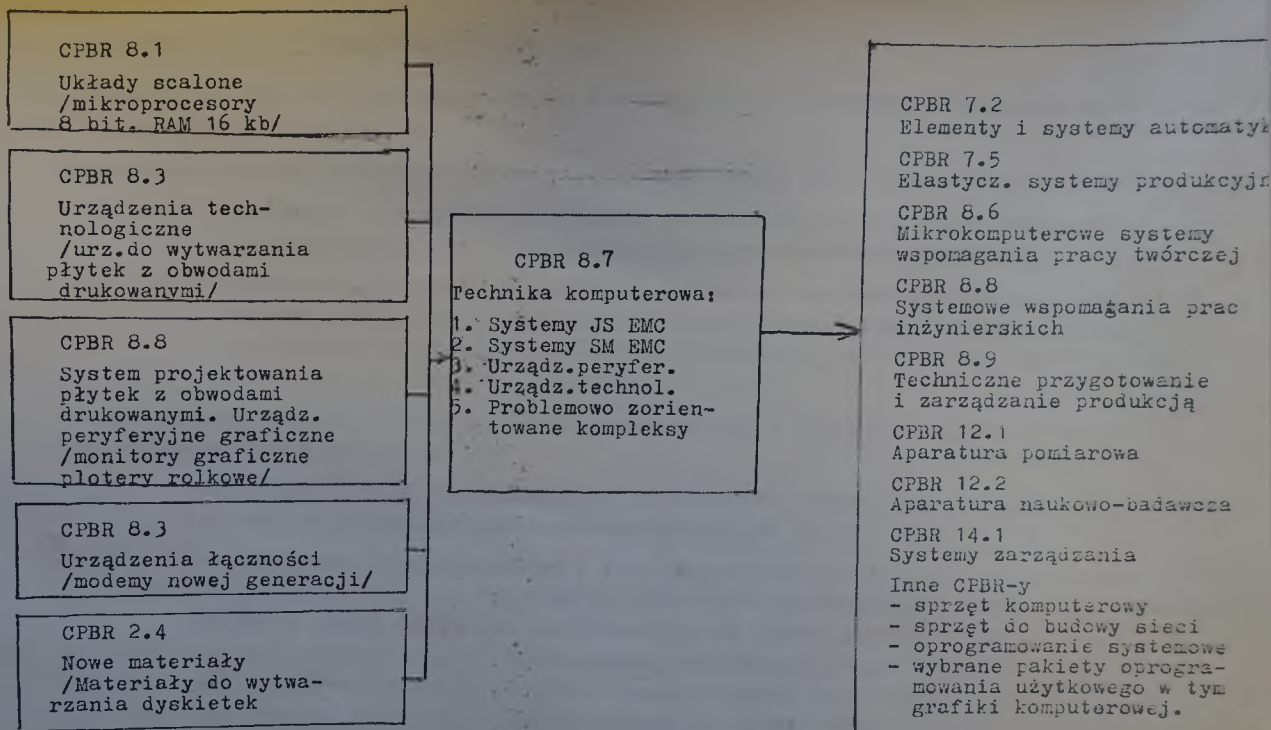 CPBR 8.1
Układy scalone
/mikroprocesory
8 bit. RAM 16 kb/
CPBR 8.3
Urządzenia tech-
nologiczne
/urz.do wytwarzania
płytek z obwodami
drukowanymi/
CPBR 8.8
System projektowania
płytek z obwodami
drukowanymi. Urządz.
peryferyjne graficzne
/monitory graficzne
plotery rolkowe/
CPBR 8.3
Urządzenia łączności
/modemy nowej generacji/
CPBR 2.4
Nowe materiały
/Materiały do wytwa-
rzania dyskietek
CPBR 8.7
Technika komputerowa:
1. Systemy JS EMC
2. Systemy SM EMC
3. Urządz.peryfer.
4. Urządz.technol.
5. Problemowo zorien-
towane kompleksy
CPBR 7.2
Elementy i systemy automatyk
CPBR 7.5
Elastycz. systemy produkcyjn
CPBR 8.6
Mikrokomputerowe systemy
wspomagania pracy twórczej
CPBR 8.8
Systemowe wspomagania prac
inżynierskich
CPBR 8.9
Techniczne przygotowanie
i zarządzanie produkcją
CPBR 12.1
Aparatura pomiarowa
CPBR 12.2
Aparatura naukowo-badawcza
CPBR 14.1
Systemy zarządzania
Inne CPBR-y
- sprzęt komputerowy
- sprzęt do budowy sieci
- oprogramowanie systemowe
- wybrane pakiety oprogra-
mowania użytkowego w tym
grafiki komputerowej.